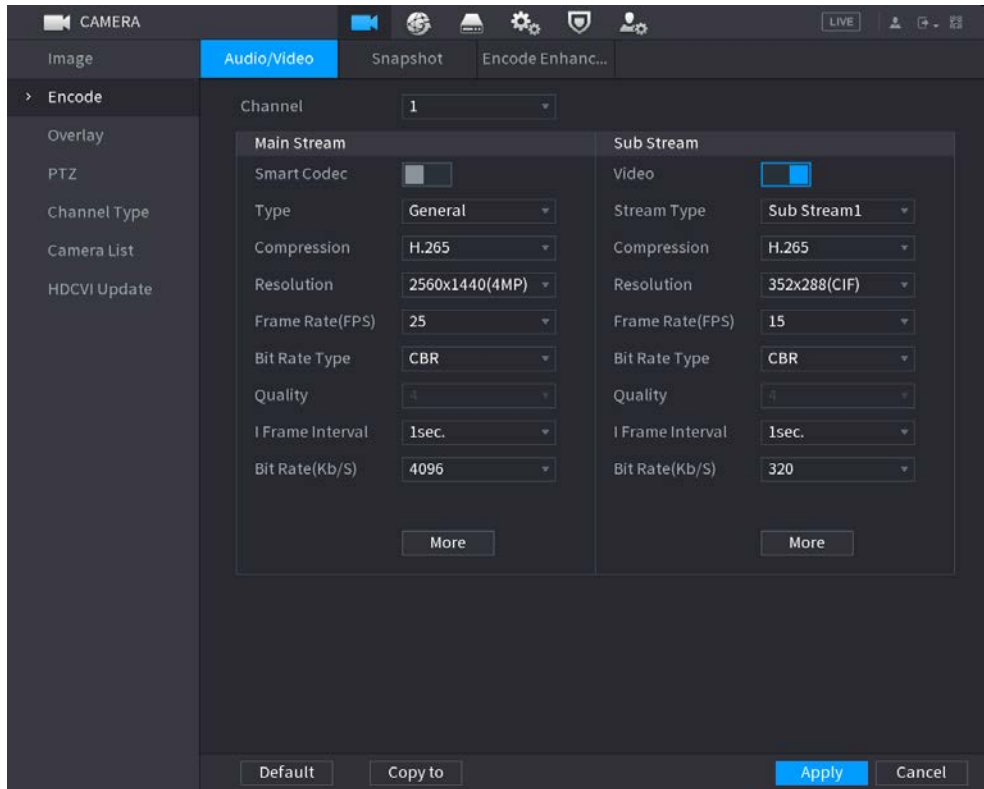 CAMERA LIVE
Image Audio/Video Snapshot Encode Enhanc...
> Encode
Channel 1
Overlay
Main Stream Sub Stream
PTZ
Smart Codec Video
Channel Type
Type General Stream Type Sub Stream1
Camera List
Compression H.265 Compression H.265
HDCVI Update
Resolution 2560x1440(4MP) Resolution 352x288(CIF)
Frame Rate(FPS) 25 Frame Rate(FPS) 15
Bit Rate Type CBR Bit Rate Type CBR
Quality 4 Quality 4
I Frame Interval 1sec. I Frame Interval 1sec.
Bit Rate(Kb/S) 4096 Bit Rate(Kb/S) 320
More More
Default Copy to Apply Cancel